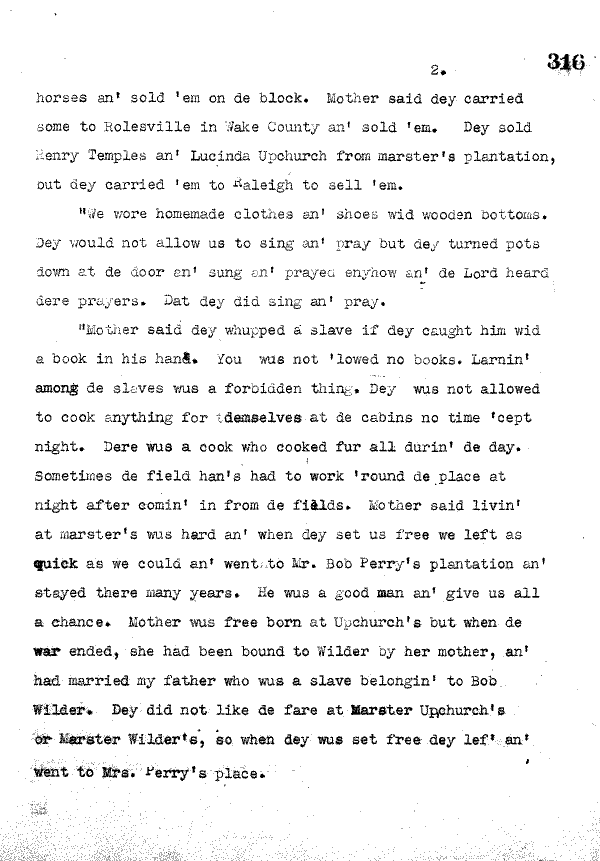 316
2.
horses an' sold 'em on de block. Mother said dey carried
some to Rolesville in Wake County an' sold 'em. Dey sold
Henry Temples an' Lucinda Upchurch from marster's plantation,
but dey carried 'em to Raleigh to sell 'em.
"We wore homemade clothes an' shoes wid wooden bottoms.
Dey would not allow us to sing an' pray but dey turned pots
down at de door an' sung an' prayed enyhow an' de Lord heard
dere prayers. Dat dey did sing an' pray.
"Mother said dey whupped a slave if dey caught him wid
a book in his hand. You wus not 'lowed no books. Larnin'
among de slaves wus a forbidden thing. Dey wus not allowed
to cook anything for demselves at de cabins no time 'cept
night. Dere wus a cook who cooked fur all durin' de day.
Sometimes de field han's had to work 'round de place at
night after comin' in from de fields. Mother said livin'
at marster's wus hard an' when dey set us free we left as
quick as we could an' went to Mr. Bob Perry's plantation an'
stayed there many years. He wus a good man an' give us all
a chance. Mother wus free born at Upchurch's but when de
war ended, she had been bound to Wilder by her mother, an'
had married my father who wus a slave belongin' to Bob
Wilder. Dey did not like de fare at Marster Upchurch's
or Marster Wilder's, so when dey wus set free dey lef' an'
went to Mrs. Perry's place.